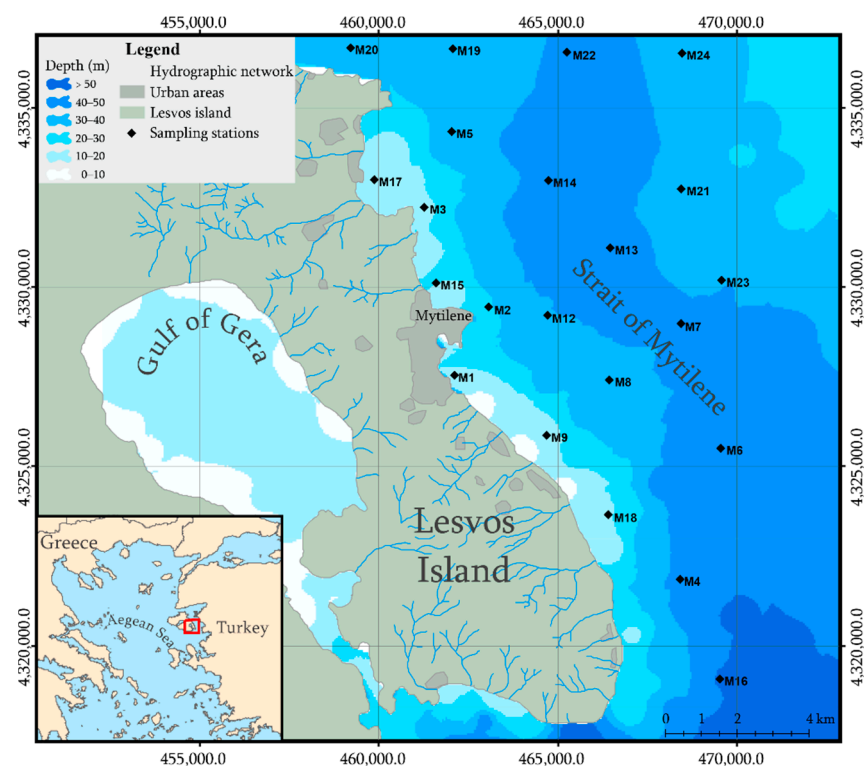 455,000.0 460,000.0 465,000.0 470,000.0
Legend
Depth (m)
> 50
40–50
30–40
20–30
10–20
0–10
Hydrographic network
Urban areas
Lesvos island
Sampling stations
4,335,000.0
4,330,000.0
4,325,000.0
4,320,000.0
4,335,000.0
4,330,000.0
4,325,000.0
4,320,000.0
M20
M19
M22
M24
M5
M17
M14
M21
M3
M13
M15
M23
M2
Mytilene
M12
M7
Strait of Mytilene
Gulf of Gera
M1
M8
M9
M6
M18
Lesvos
Island
M4
M16
Greece
Aegean Sea
Turkey
0 1 2 4 km
455,000.0 460,000.0 465,000.0 470,000.0